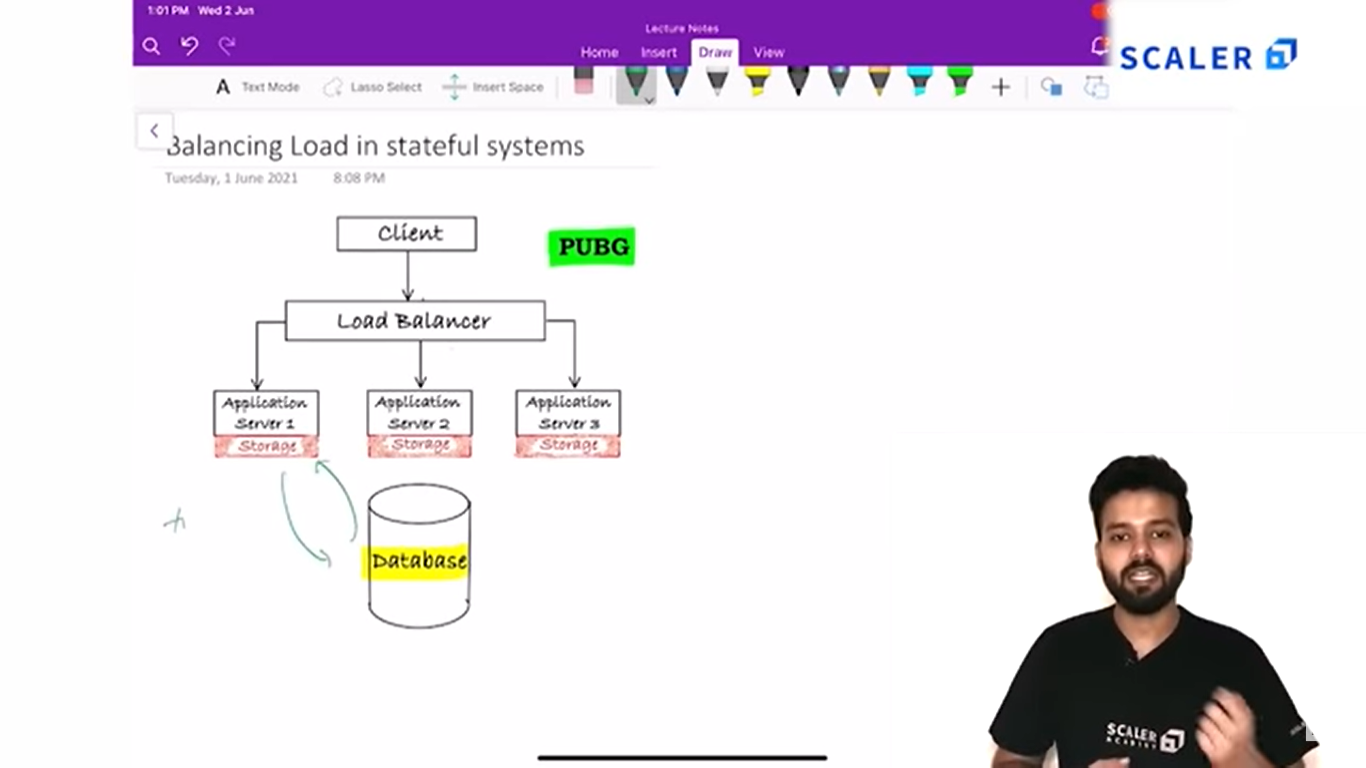 1:01 PM Wed 2 Jun
Lecture Notes
Home Insert Draw View
SCALER
A Text Mode Lasso Select Insert Space
Balancing Load in stateful systems
Tuesday, 1 June 2021 8:08 PM
Client
PUBG
Load Balancer
Application
Server 1
Storage
Application
Server 2
Storage
Application
Server 3
Storage
Database
SCALER
ACADEMY